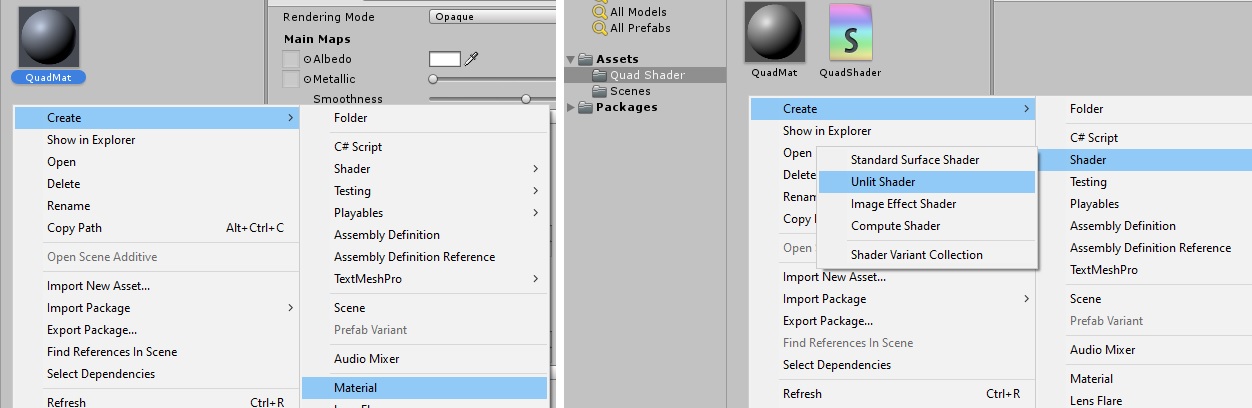 QuadMat
Rendering Mode Opaque
Main Maps
Albedo
Metallic
Smoothness
Create
Show in Explorer
Open
Delete
Rename
Copy Path Alt+Ctrl+C
Open Scene Additive
Import New Asset...
Import Package
Export Package...
Find References In Scene
Select Dependencies
Refresh Ctrl+R
Folder
C# Script
Shader
Testing
Playables
Assembly Definition
Assembly Definition Reference
TextMeshPro
Scene
Prefab Variant
Audio Mixer
Material
Lens Flare
All Models
All Prefabs
Assets
Quad Shader
Scenes
Packages
QuadMat
S
QuadShader
Create
Show in Explorer
Open
Delete
Renam
Copy
Open
Import New Asset...
Import Package
Export Package...
Find References In Scene
Select Dependencies
Refresh Ctrl+R
Standard Surface Shader
Unlit Shader
Image Effect Shader
Compute Shader
Shader Variant Collection
Folder
C# Script
Shader
Testing
Playables
Assembly Definition
Assembly Definition Reference
TextMeshPro
Scene
Prefab Variant
Audio Mixer
Material
Lens Flare